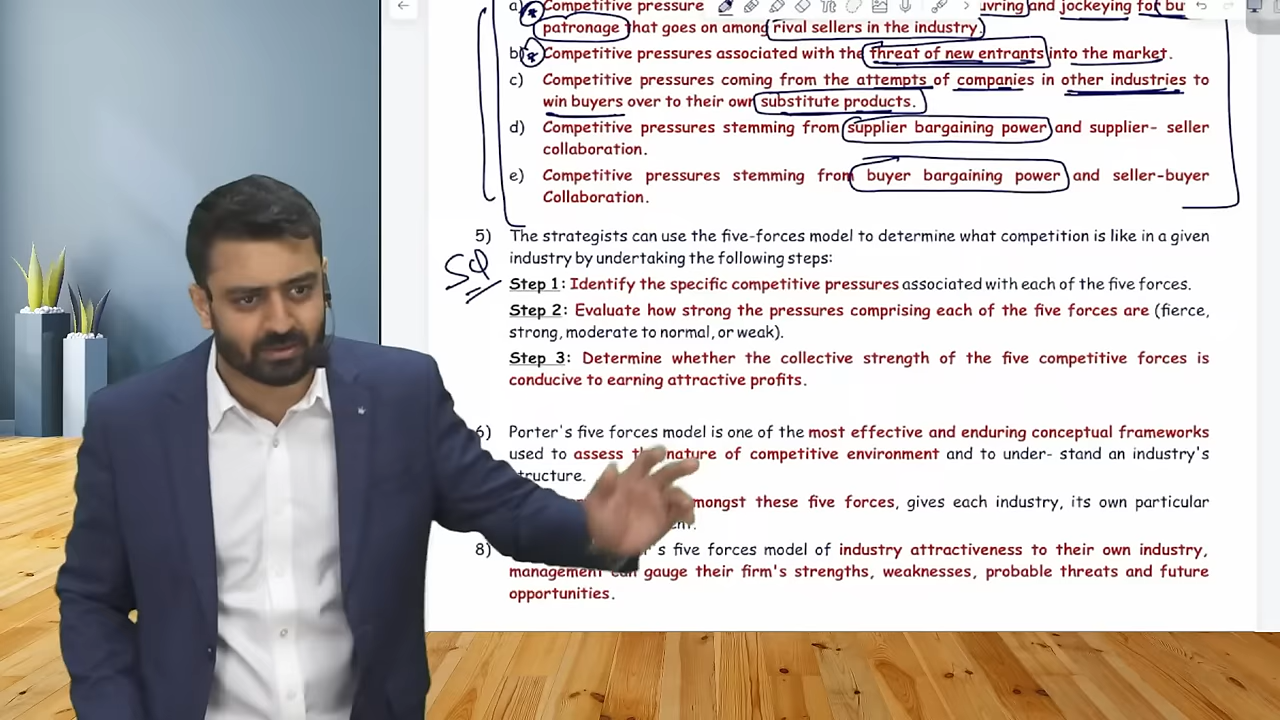 a) Competitive pressure uvring and jockeying for bu
patronage that goes on among rival sellers in the industry.
b) Competitive pressures associated with the threat of new entrants into the market.
c) Competitive pressures coming from the attempts of companies in other industries to
win buyers over to their own substitute products.
d) Competitive pressures stemming from supplier bargaining power and supplier- seller
collaboration.
e) Competitive pressures stemming from buyer bargaining power and seller-buyer
Collaboration.
5) The strategists can use the five-forces model to determine what competition is like in a given
industry by undertaking the following steps:
SQ
Step 1: Identify the specific competitive pressures associated with each of the five forces.
Step 2: Evaluate how strong the pressures comprising each of the five forces are (fierce,
strong, moderate to normal, or weak).
Step 3: Determine whether the collective strength of the five competitive forces is
conducive to earning attractive profits.
6) Porter's five forces model is one of the most effective and enduring conceptual frameworks
used to assess the nature of competitive environment and to under- stand an industry's
structure.
mongst these five forces, gives each industry, its own particular
ent.
8) 's five forces model of industry attractiveness to their own industry,
management can gauge their firm's strengths, weaknesses, probable threats and future
opportunities.